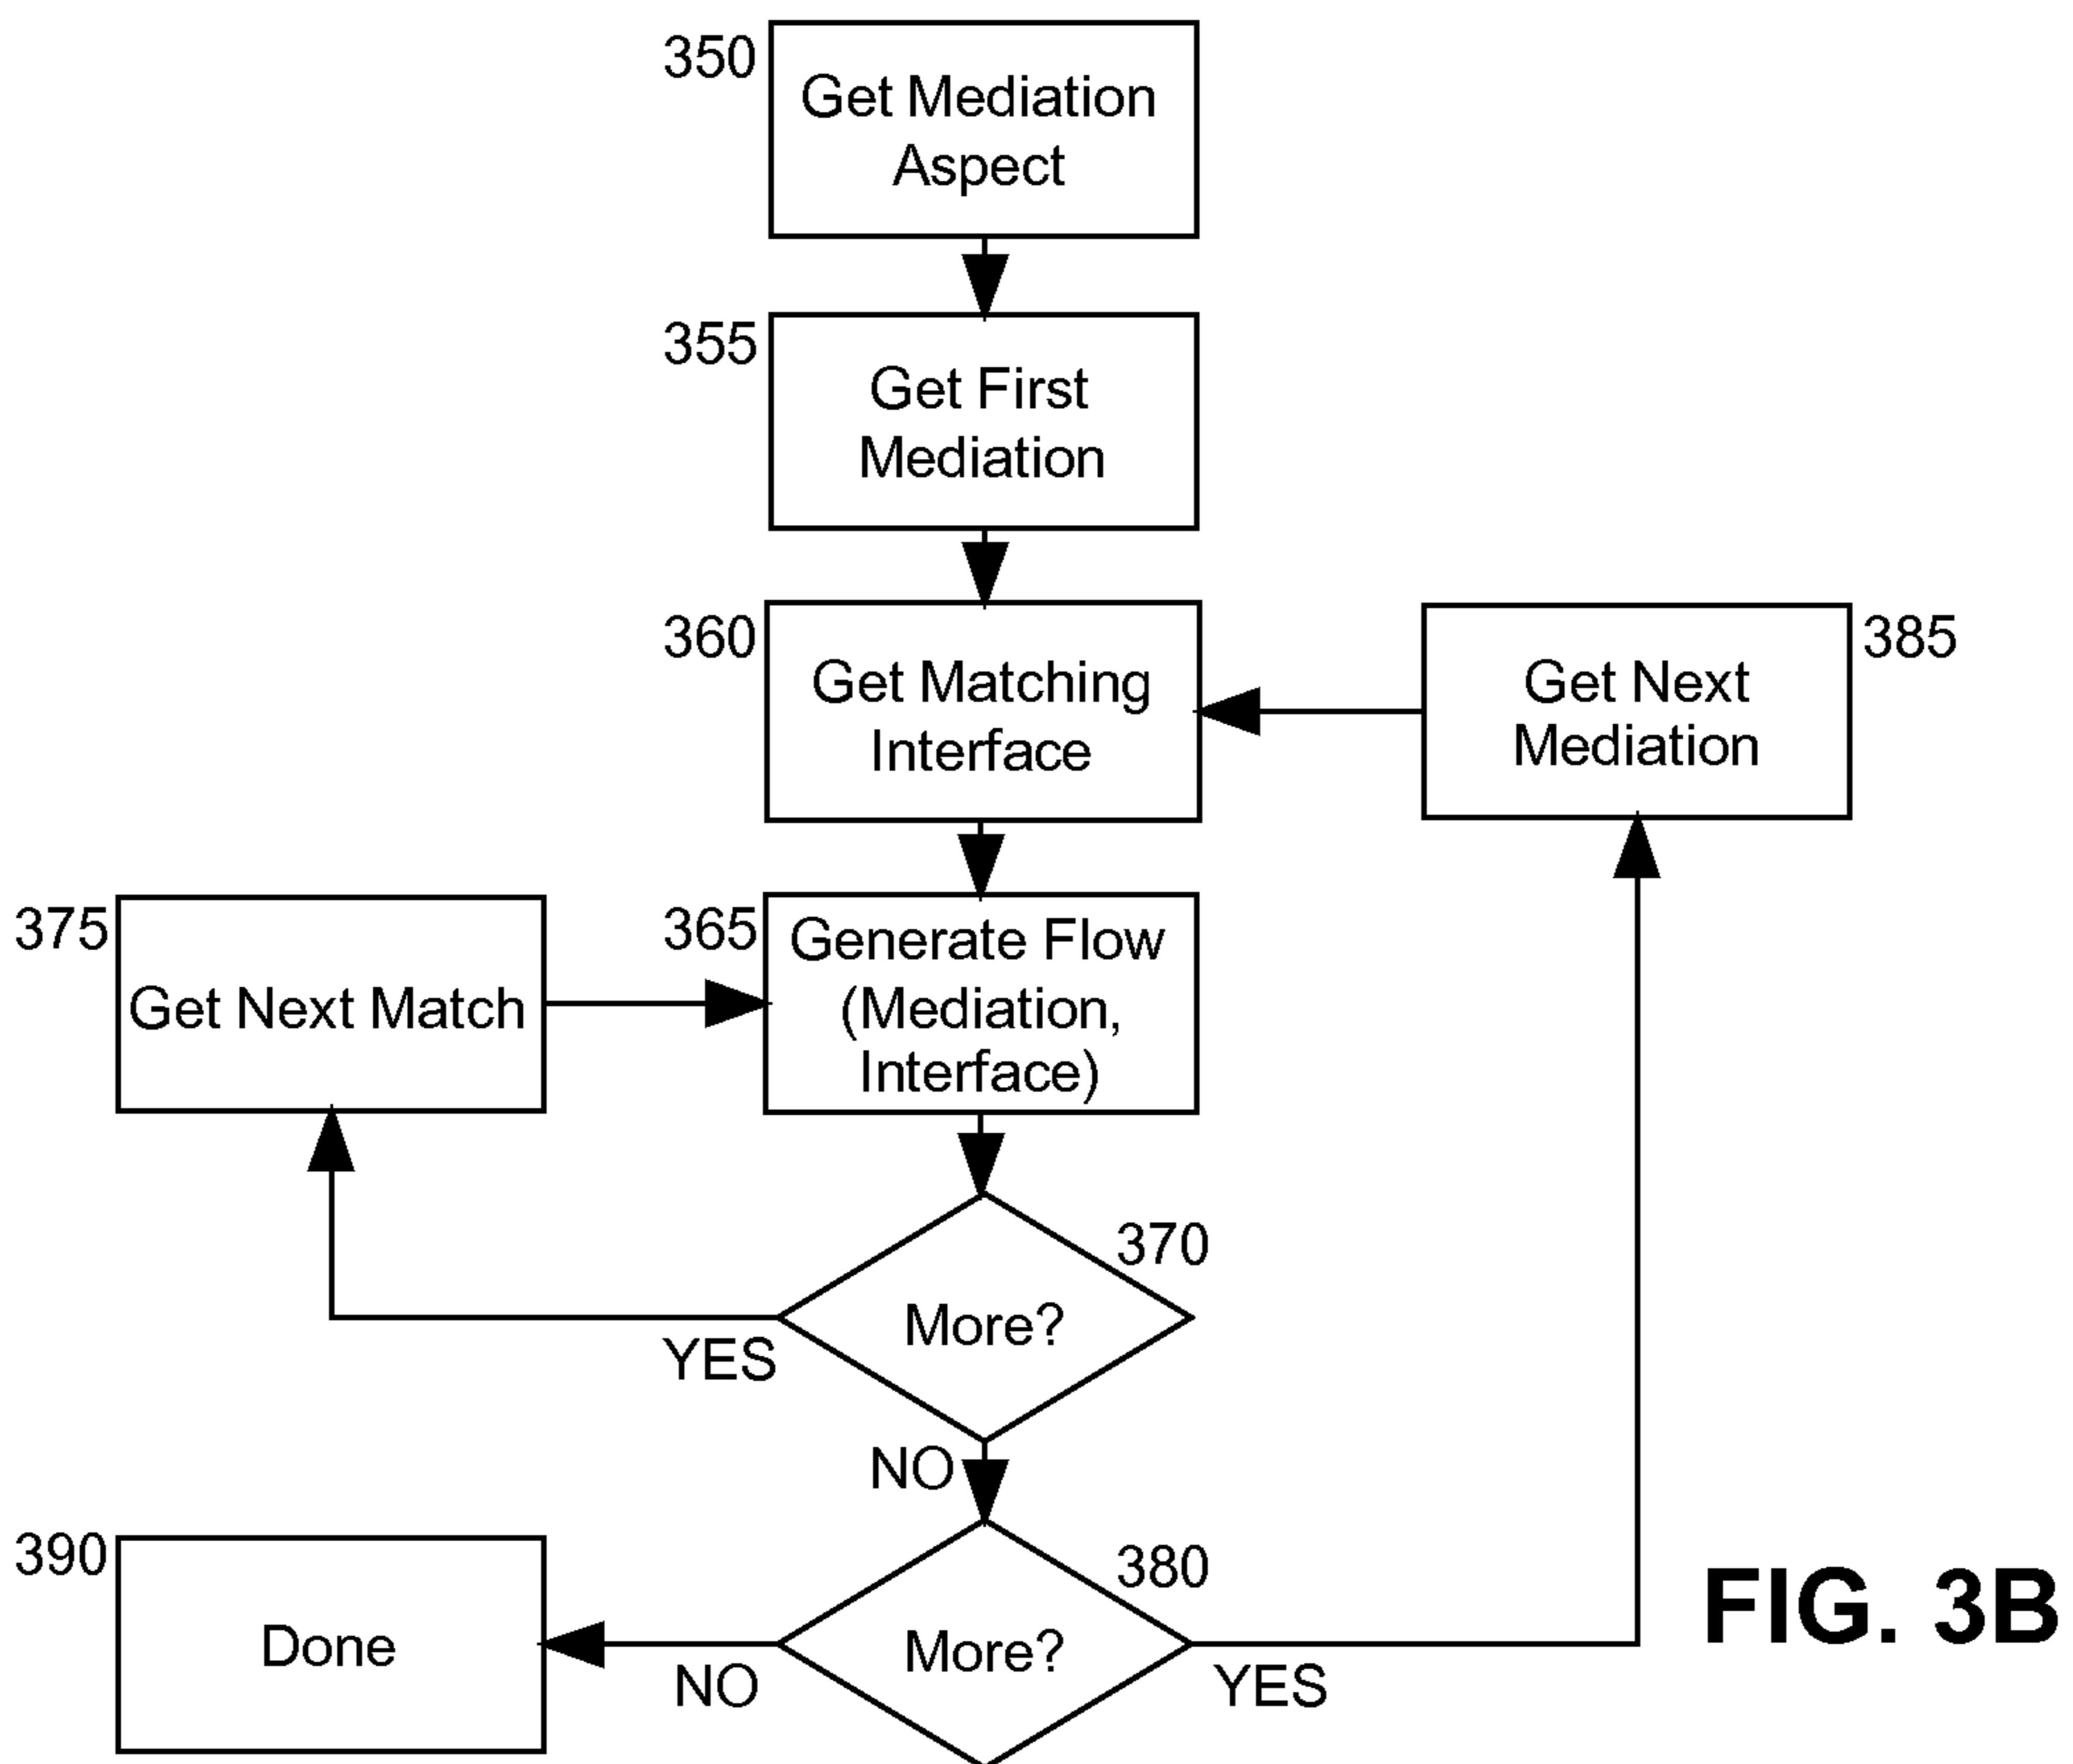 350
Get Mediation
Aspect
355
Get First
Mediation
360
Get Matching
Interface
Get Next
Mediation
385
375
Get Next Match
365
Generate Flow
(Mediation,
Interface)
370
More?
YES
NO
390
Done
380
More?
NO
YES
FIG. 3B